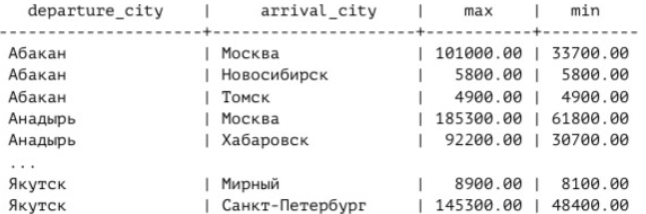 departure_city | arrival_city | max | min
---------------------+---------------------+-----------+----------
Абакан | Москва | 101000.00 | 33700.00
Абакан | Новосибирск | 5800.00 | 5800.00
Абакан | Томск | 4900.00 | 4900.00
Анадырь | Москва | 185300.00 | 61800.00
Анадырь | Хабаровск | 92200.00 | 30700.00
...
Якутск | Мирный | 8900.00 | 8100.00
Якутск | Санкт-Петербург | 145300.00 | 48400.00